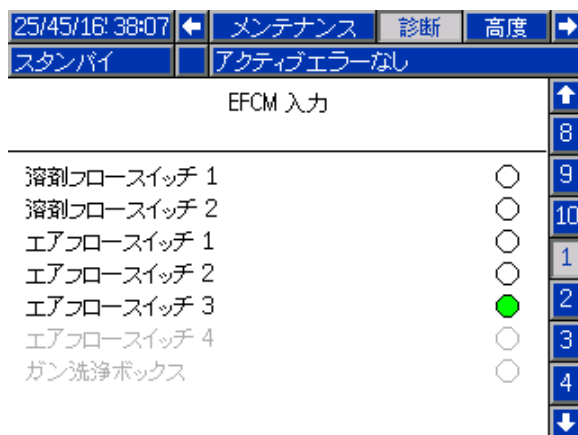 25/45/16' 38:07 メンテナンス 診断 高度
スタンバイ アクティブエラーなし
EFCM 入力
8
溶剤フロースイッチ 1
9
溶剤フロースイッチ 2
10
エアフロースイッチ 1
1
エアフロースイッチ 2
エアフロースイッチ 3
2
エアフロースイッチ 4
3
ガン洗浄ボックス
4